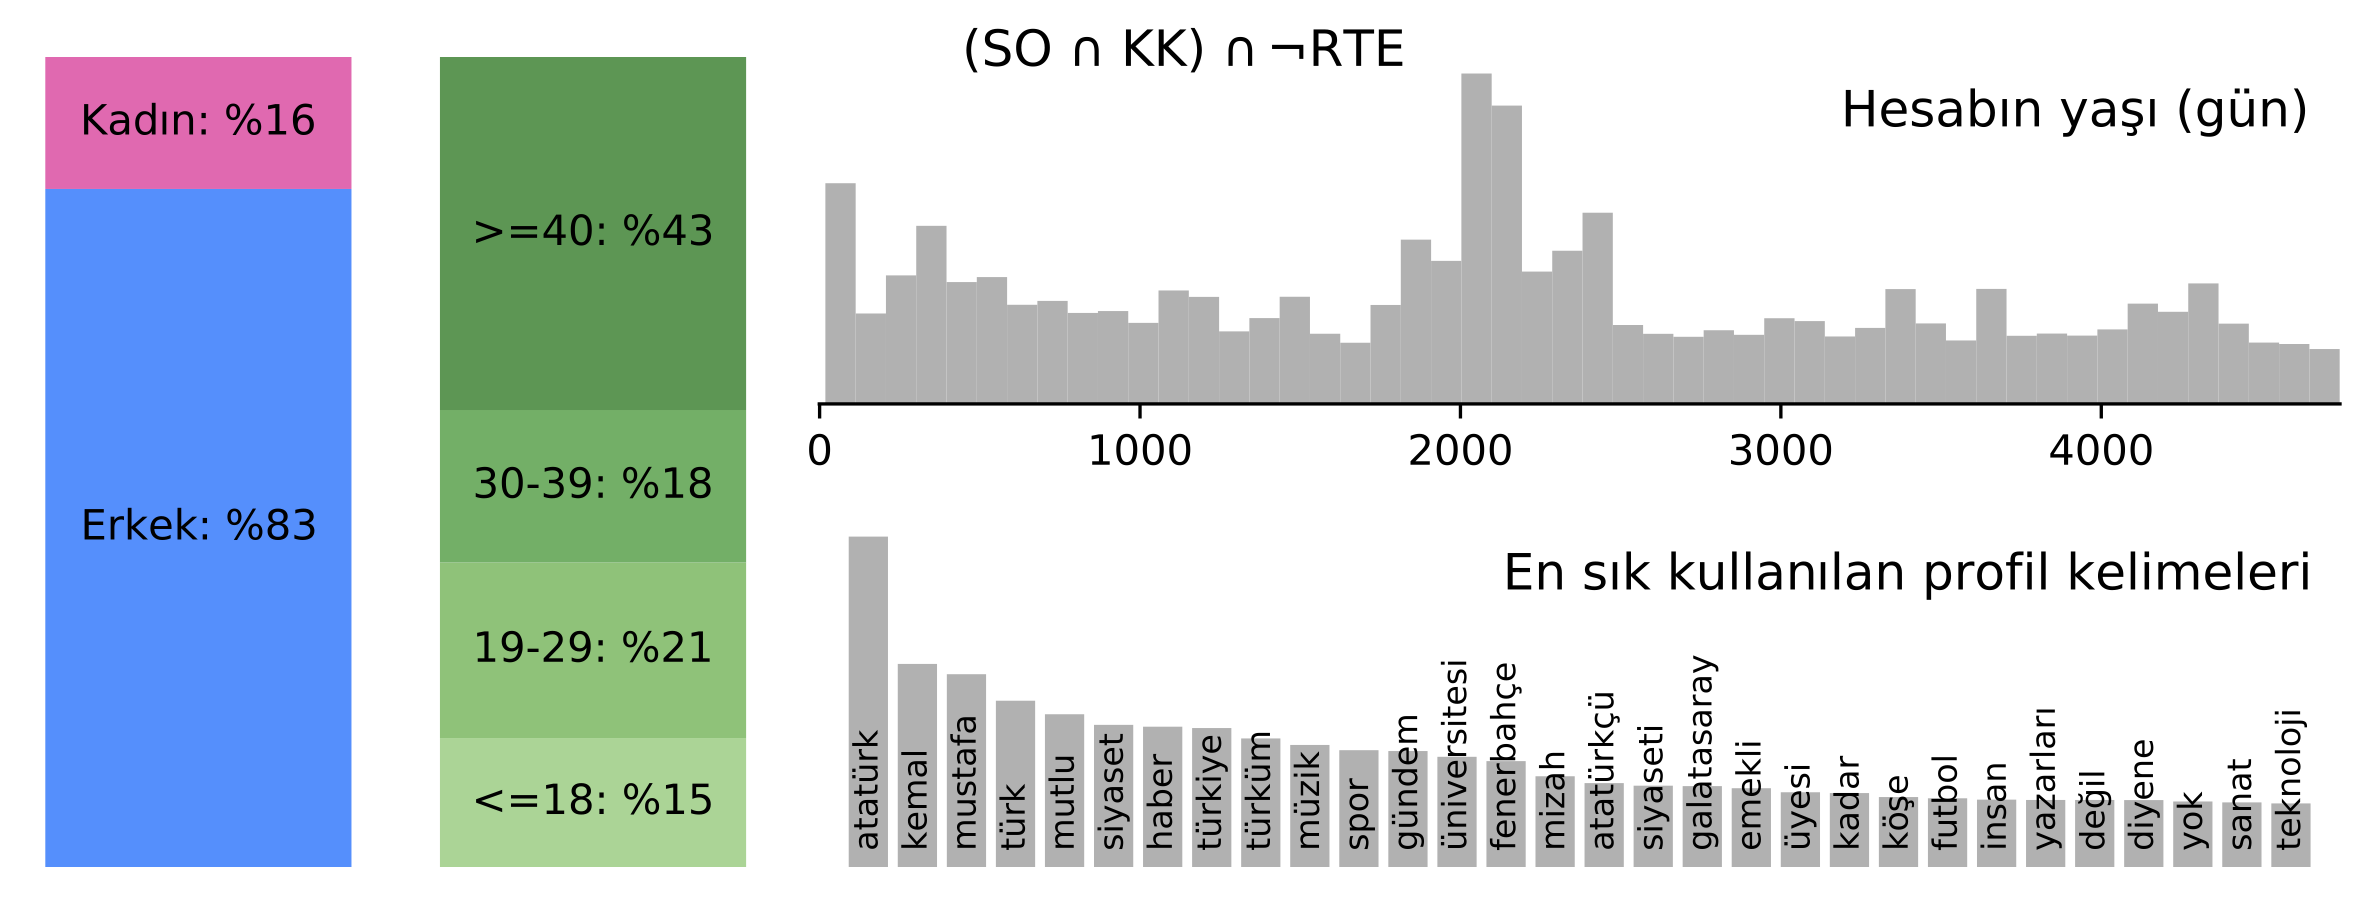 (SO ∩ KK) ∩ ¬RTE
Kadın: %16
Erkek: %83
>=40: %43
30-39: %18
19-29: %21
<=18: %15
Hesabın yaşı (gün)
0 1000 2000 3000 4000
En sık kullanılan profil kelimeleri
atatürk
kemal
mustafa
türk
mutlu
siyaset
haber
türkiye
türküm
müzik
spor
gündem
üniversitesi
fenerbahçe
mizah
atatürkçü
siyaseti
galatasaray
emekli
üyesi
kadar
köşe
futbol
insan
yazarları
değil
diyene
yok
sanat
teknoloji